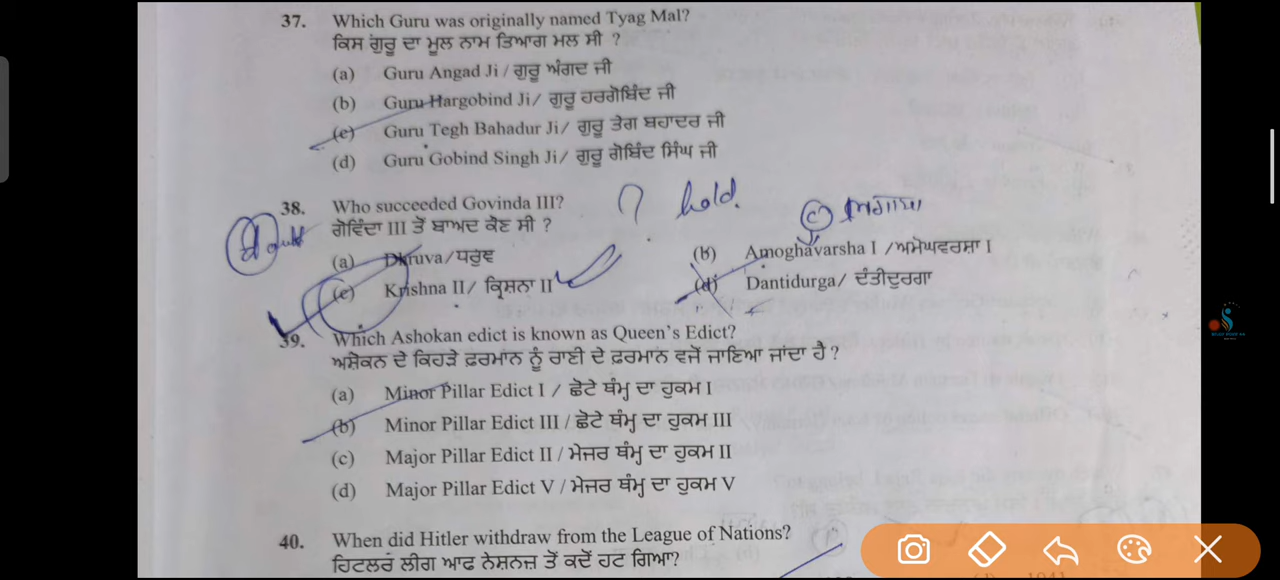 37. Which Guru was originally named Tyag Mal?
ਕਿਸ ਗੁਰੂ ਦਾ ਮੂਲ ਨਾਮ ਤਿਆਗ ਮਲ ਸੀ ?
(a) Guru Angad Ji / ਗੁਰੂ ਅੰਗਦ ਜੀ
(b) Guru Hargobind Ji/ ਗੁਰੂ ਹਰਗੋਬਿੰਦ ਜੀ
(c) Guru Tegh Bahadur Ji/ ਗੁਰੂ ਤੇਗ ਬਹਾਦਰ ਜੀ
(d) Guru Gobind Singh Ji/ ਗੁਰੂ ਗੋਬਿੰਦ ਸਿੰਘ ਜੀ
38. Who succeeded Govinda III? ? hold.
ਗੋਵਿੰਦਾ III ਤੋਂ ਬਾਅਦ ਕੌਣ ਸੀ ?
(a) Dhruva/ ਧਰੁਵ (b) Amoghavarsha I /ਅਮੋਘਵਰਸ਼ਾ I
(c) Krishna II/ ਕ੍ਰਿਸ਼ਨਾ II (d) Dantidurga/ ਦੰਤੀਦੁਰਗਾ
39. Which Ashokan edict is known as Queen's Edict?
ਅਸ਼ੋਕਨ ਦੇ ਕਿਹੜੇ ਫ਼ਰਮਾਨ ਨੂੰ ਰਾਣੀ ਦੇ ਫ਼ਰਮਾਨ ਵਜੋਂ ਜਾਣਿਆ ਜਾਂਦਾ ਹੈ ?
(a) Minor Pillar Edict I / ਛੋਟੇ ਥੰਮ੍ਹ ਦਾ ਹੁਕਮ I
(b) Minor Pillar Edict III / ਛੋਟੇ ਥੰਮ੍ਹ ਦਾ ਹੁਕਮ III
(c) Major Pillar Edict II / ਮੇਜਰ ਥੰਮ੍ਹ ਦਾ ਹੁਕਮ II
(d) Major Pillar Edict V / ਮੇਜਰ ਥੰਮ੍ਹ ਦਾ ਹੁਕਮ V
40. When did Hitler withdraw from the League of Nations?
ਹਿਟਲਰ ਲੀਗ ਆਫ ਨੇਸ਼ਨਜ਼ ਤੋਂ ਕਦੋਂ ਹਟ ਗਿਆ?